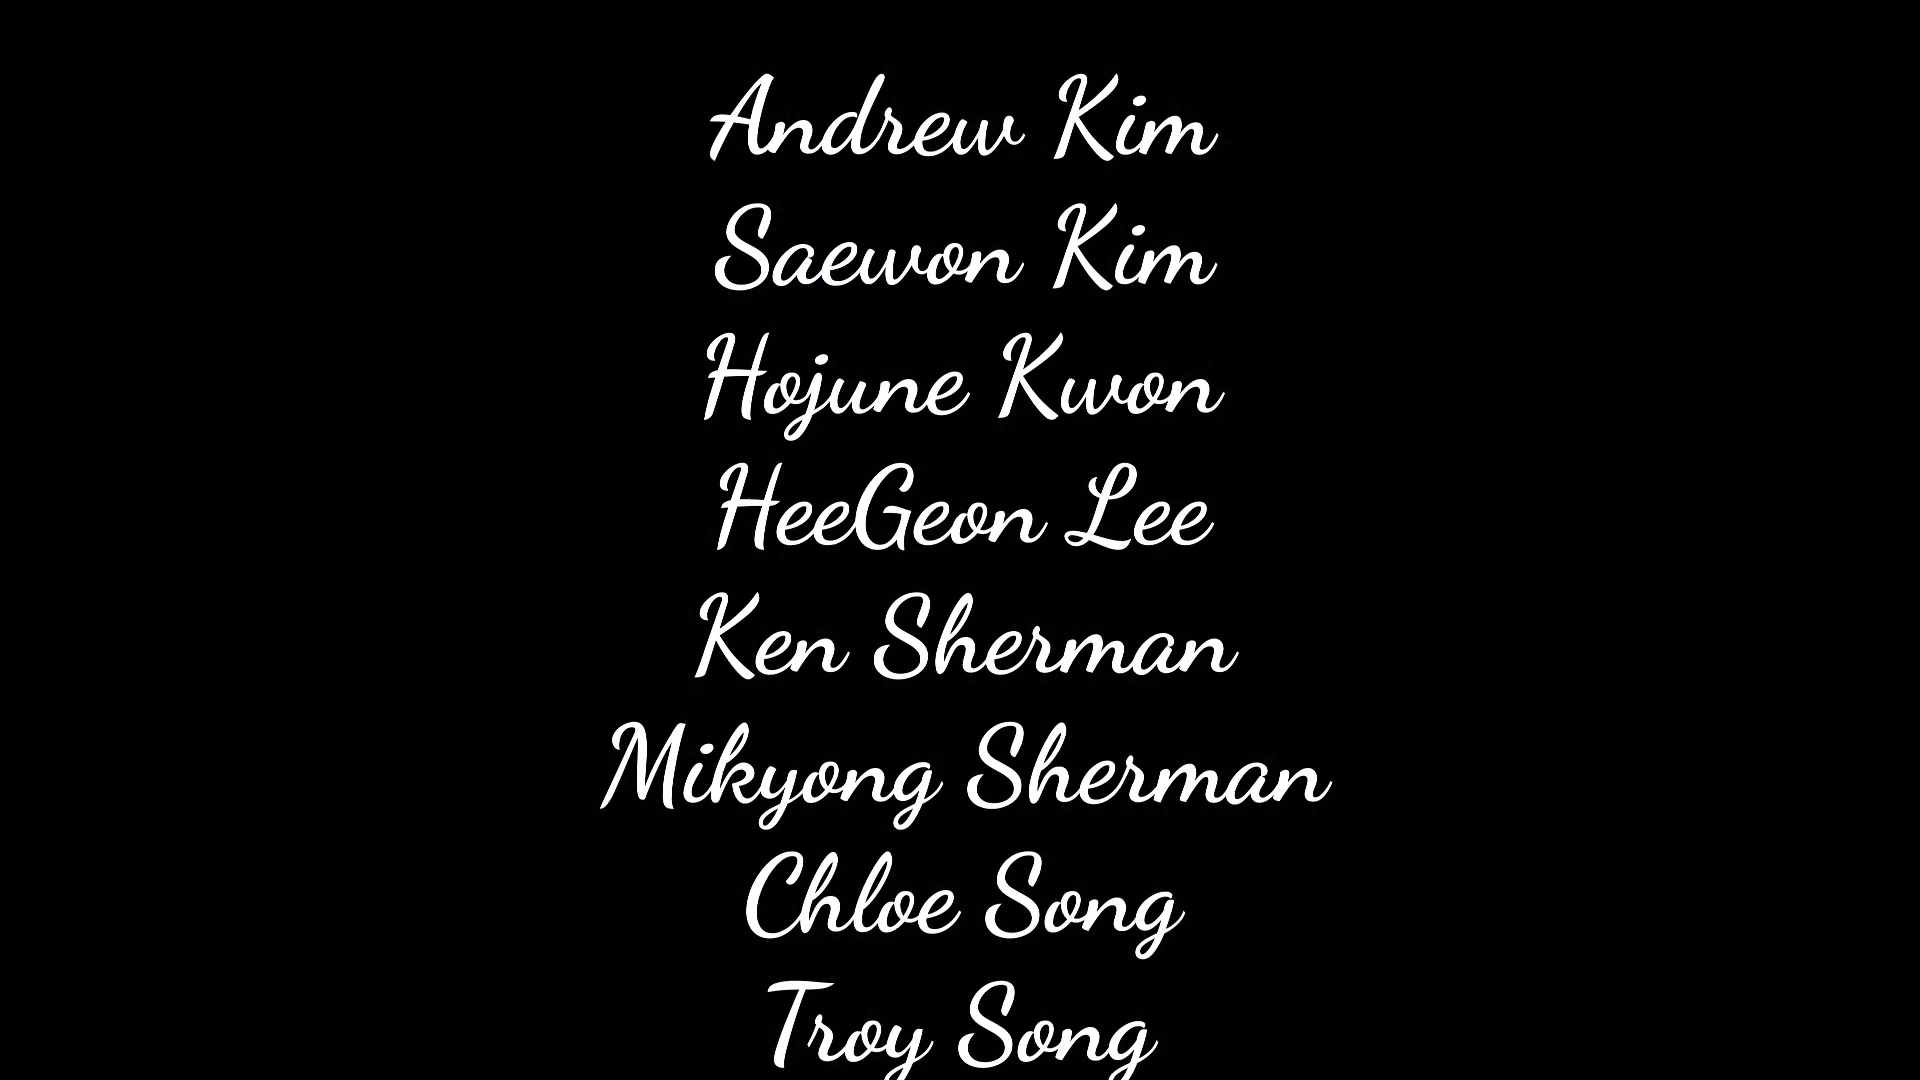 Andrew Kim
Saewon Kim
Hojune Kwon
HeeGeon Lee
Ken Sherman
Mikyong Sherman
Chloe Song
Troy Song